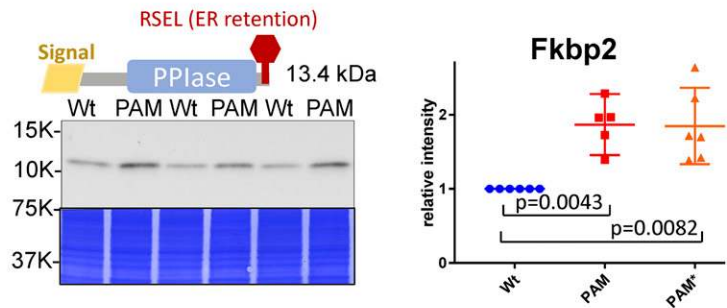 RSEL (ER retention)
Signal
PPIase
13.4 kDa
Wt PAM Wt PAM Wt PAM
15K-
10K-
75K-
37K-
Fkbp2
relative intensity
2
1
0
p=0.0043
p=0.0082
Wt
PAM
PAM*